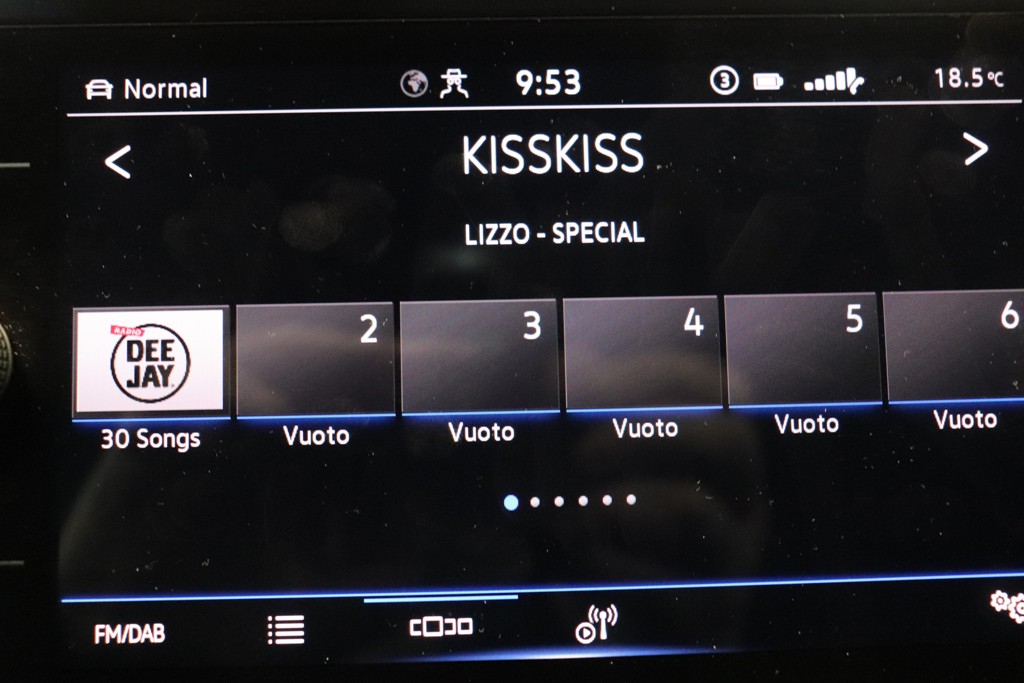 Normal 9:53 3 18.5°C
< KISSKISS >
LIZZO - SPECIAL
RADIO
DEE
JAY
2 3 4 5 6
30 Songs Vuoto Vuoto Vuoto Vuoto Vuoto
FM/DAB